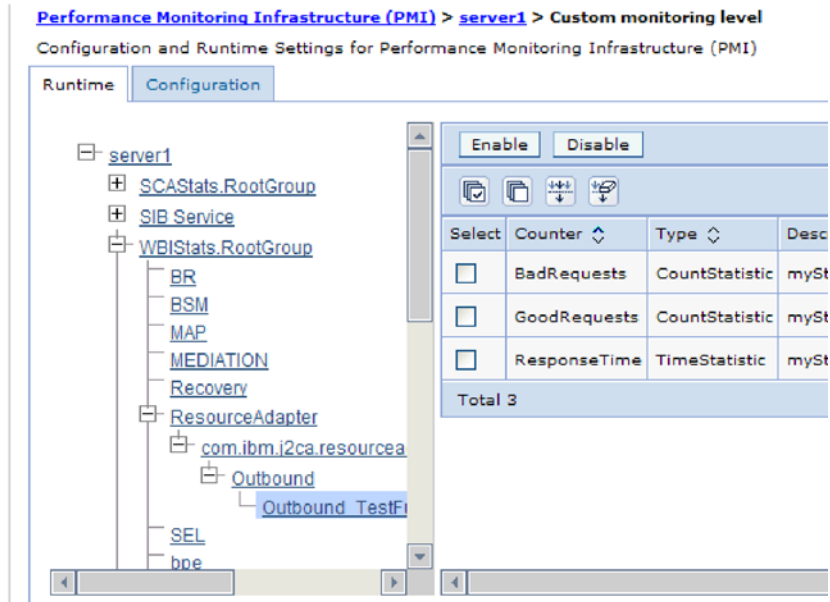 Performance Monitoring Infrastructure (PMI) > server1 > Custom monitoring level
Configuration and Runtime Settings for Performance Monitoring Infrastructure (PMI)
Runtime
Configuration
server1
SCAStats.RootGroup
SIB Service
WBIStats.RootGroup
BR
BSM
MAP
MEDIATION
Recovery
ResourceAdapter
com.ibm.j2ca.resourcea
Outbound
Outbound_TestF
SEL
bpe
Enable Disable
Select Counter Type Desc
BadRequests CountStatistic mySt
GoodRequests CountStatistic mySt
ResponseTime TimeStatistic mySt
Total 3